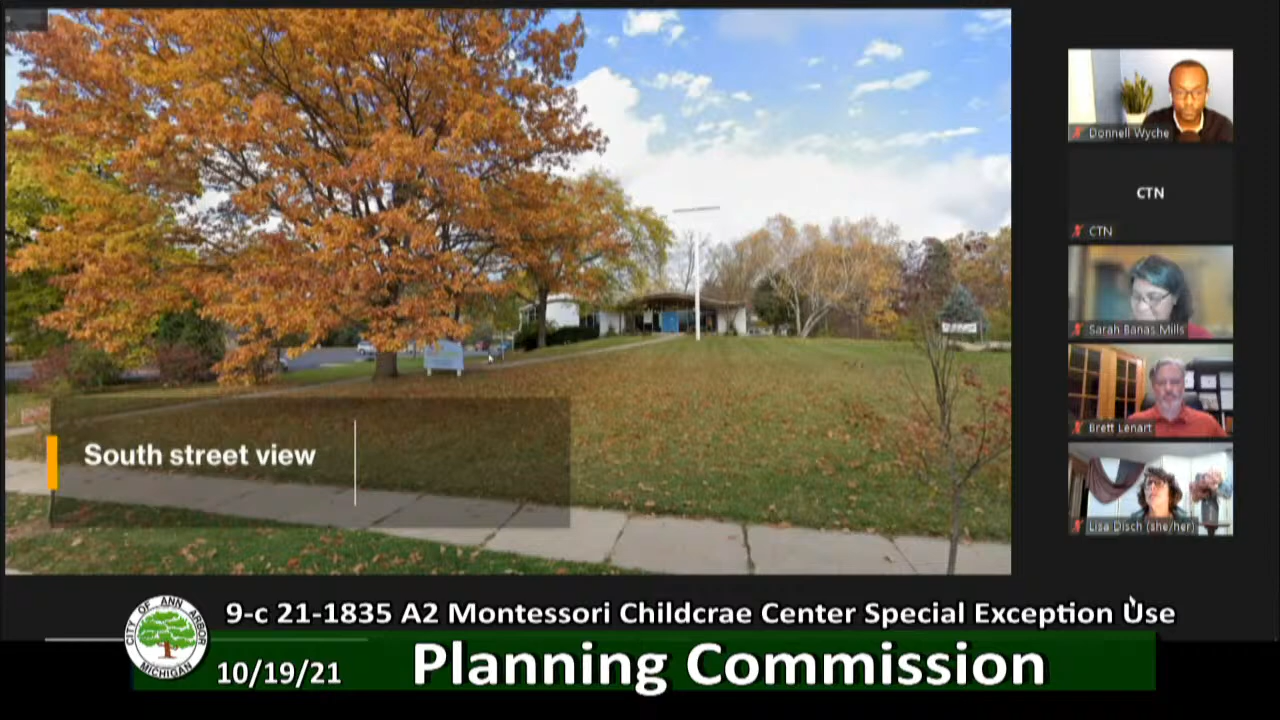 South street view
Donnell Wyche
CTN
CTN
Sarah Banas Mills
Brett Lenart
Lisa Disch (she/her)
CITY OF ANN ARBOR
MICHIGAN
9-c 21-1835 A2 Montessori Childcrae Center Special Exception Use
10/19/21
Planning Commission